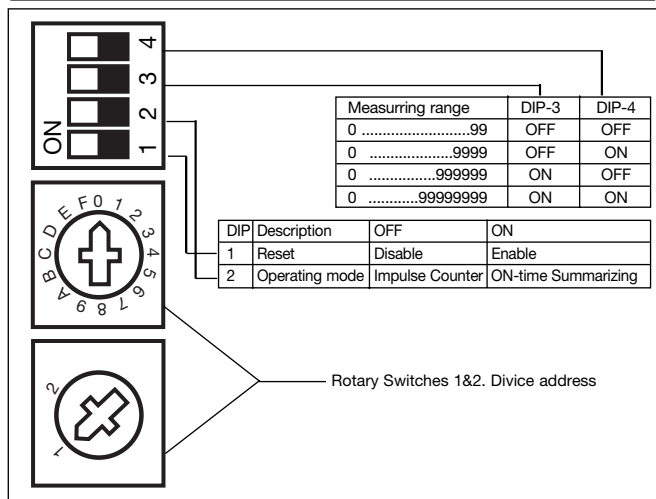 ON
1 2 3 4
Measurring range DIP-3 DIP-4
0 ..........................99 OFF OFF
0 ....................9999 OFF ON
0 ................999999 ON OFF
0 ............99999999 ON ON
DIP Description OFF ON
1 Reset Disable Enable
2 Operating mode Impulse Counter ON-time Summarizing
F 0 1 2 3 4 5 6 7 8 9 A B C D E
1 2
Rotary Switches 1&2. Divice address